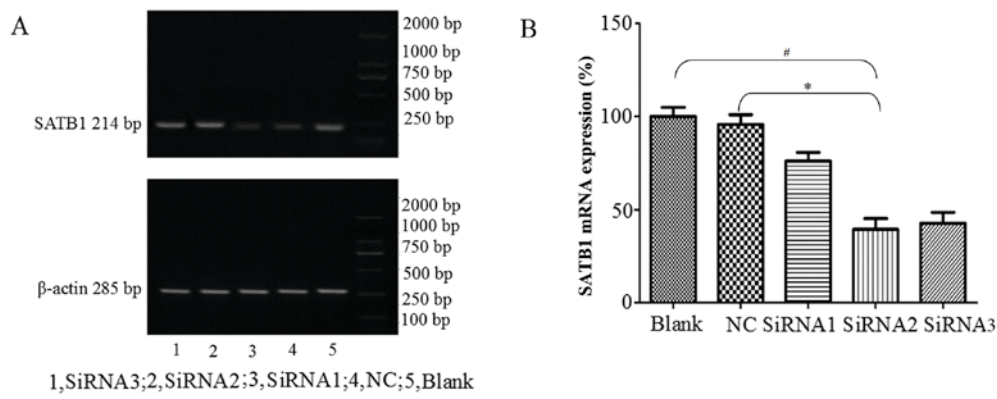 A
2000 bp
1000 bp
750 bp
500 bp
250 bp
SATB1 214 bp
2000 bp
1000 bp
750 bp
500 bp
250 bp
100 bp
β-actin 285 bp
1 2 3 4 5
1,SiRNA3;2,SiRNA2;3,SiRNA1;4,NC;5,Blank
B
SATB1 mRNA expression (%)
150
100
50
0
#
*
Blank NC SiRNA1 SiRNA2 SiRNA3